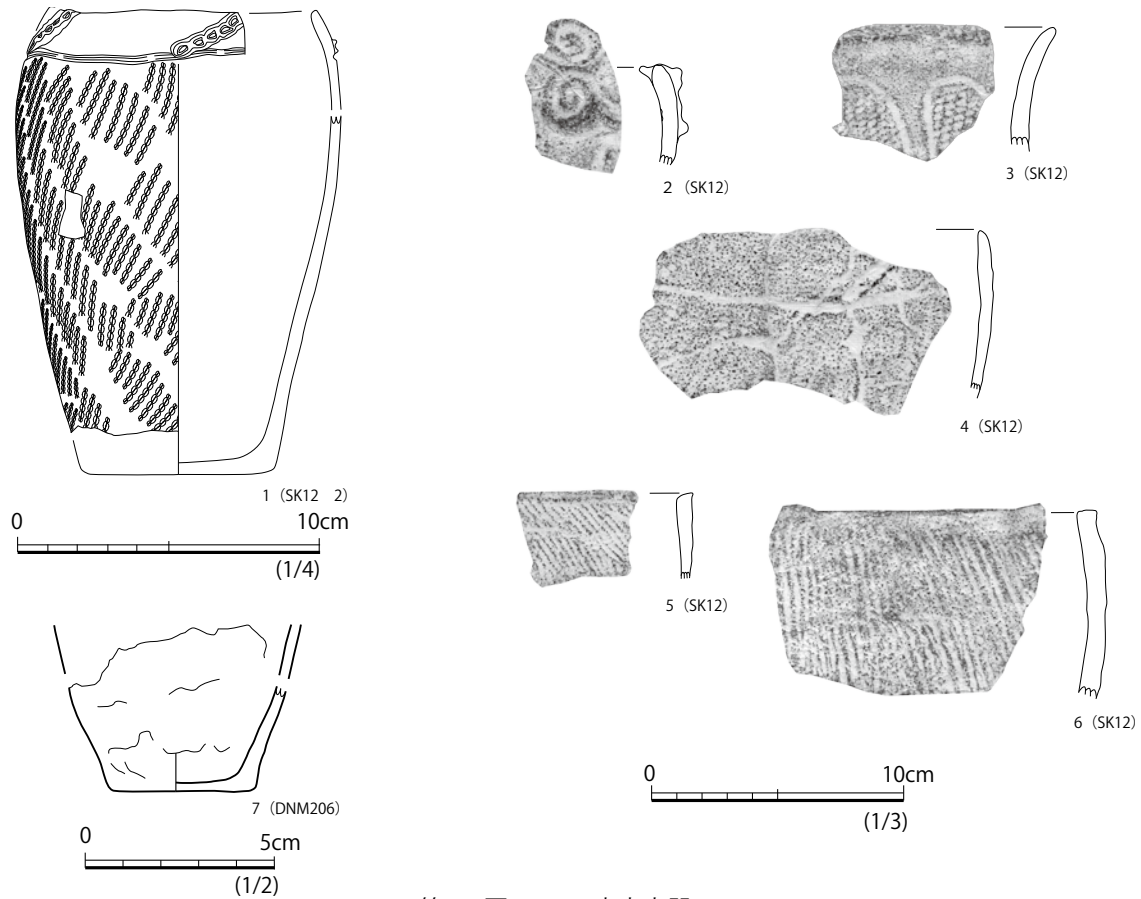 1（SK12　2）
0 10cm
(1/4)
2（SK12）
3（SK12）
4（SK12）
5（SK12）
6（SK12）
7（DNM206）
0 5cm
(1/2)
0 10cm
(1/3)